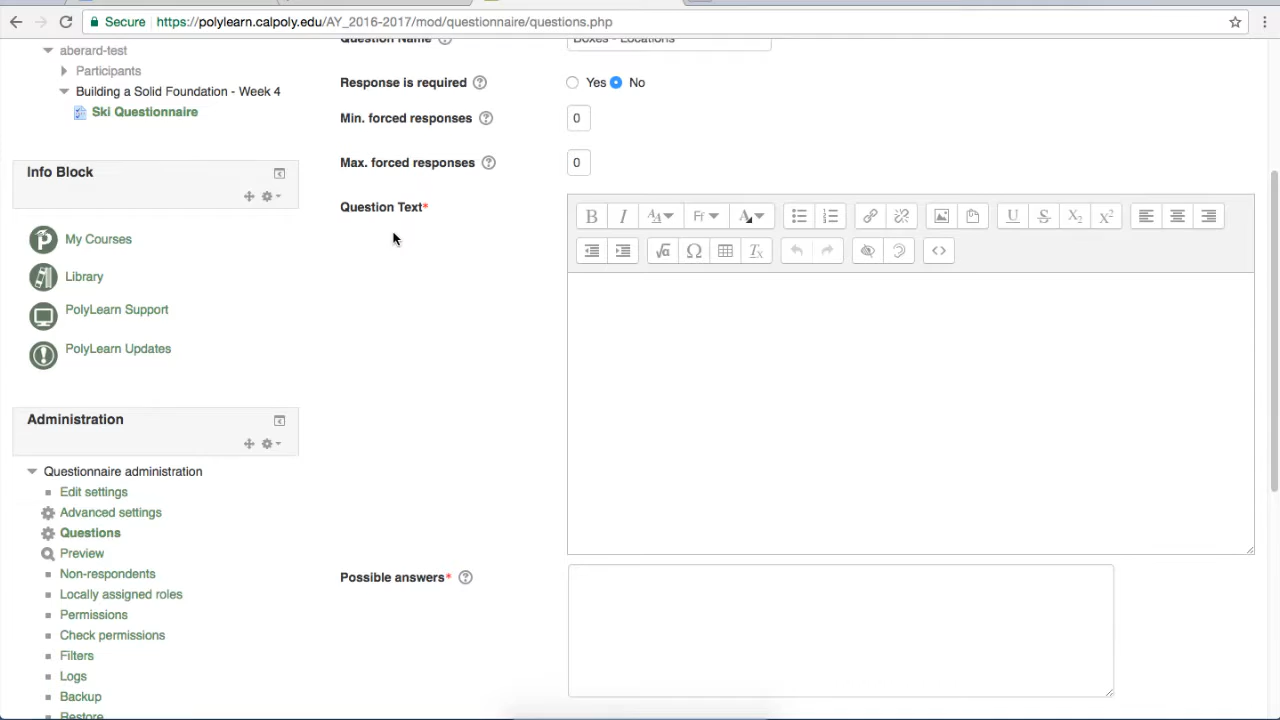 Secure https://polylearn.calpoly.edu/AY_2016-2017/mod/questionnaire/questions.php
aberard-test
Participants
Building a Solid Foundation - Week 4
Ski Questionnaire
Info Block
My Courses
Library
PolyLearn Support
PolyLearn Updates
Administration
Questionnaire administration
Edit settings
Advanced settings
Questions
Preview
Non-respondents
Locally assigned roles
Permissions
Check permissions
Filters
Logs
Backup
Restore
Question Name Boxes - Locations
Response is required Yes No
Min. forced responses 0
Max. forced responses 0
Question Text*
Possible answers*